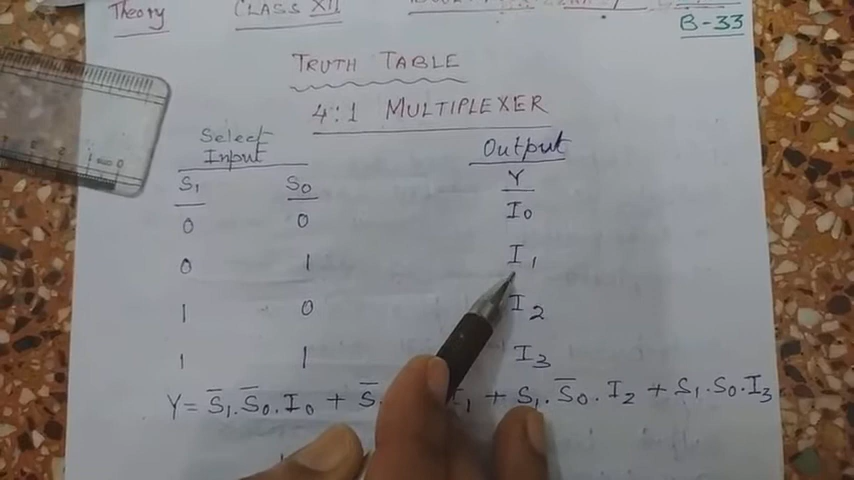 Theory CLASS XII
B-33
TRUTH TABLE
4:1 MULTIPLEXER
Select Input Output
S₁ S₀ Y
0 0 I₀
0 1 I₁
1 0 I₂
1 1 I₃
Y = S̅₁.S̅₀.I₀ + S̅. I₁ + S₁.S̅₀.I₂ + S₁.S₀.I₃